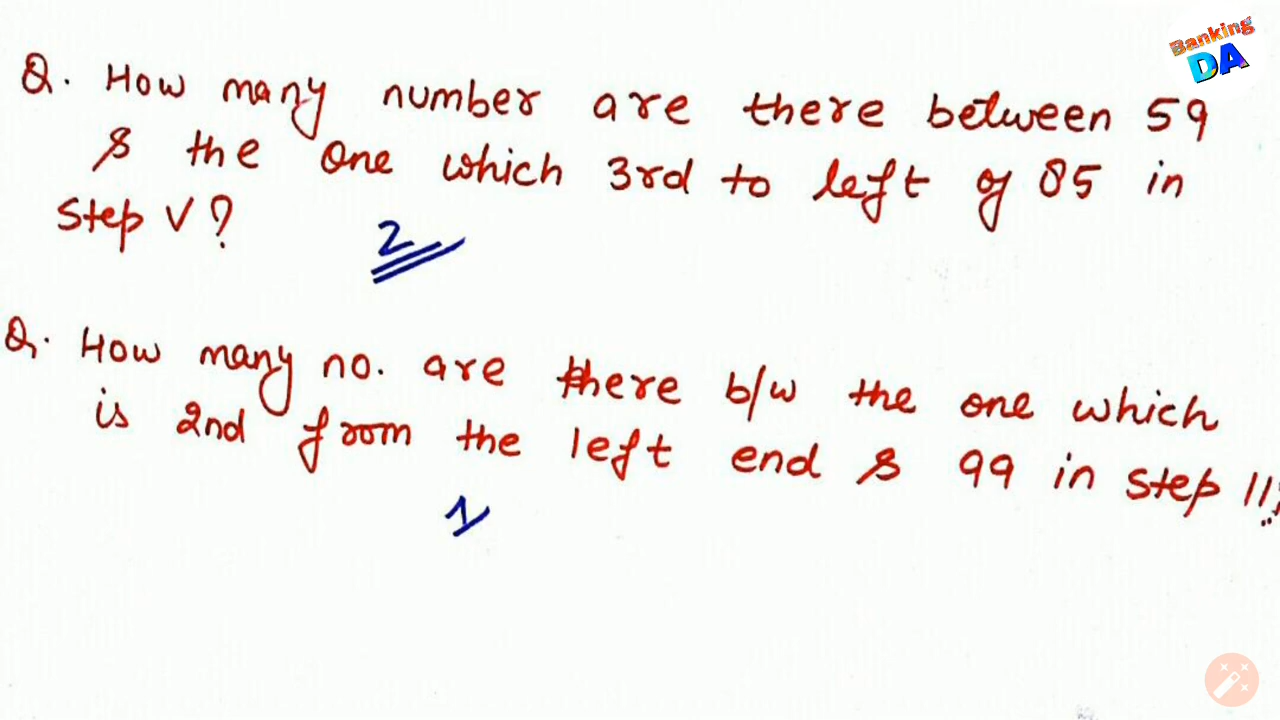 Banking
DA
Q. How many number are there between 59
& the one which 3rd to left of 85 in
Step V?
2
Q. How many no. are there b/w the one which
is 2nd from the left end & 99 in step
1